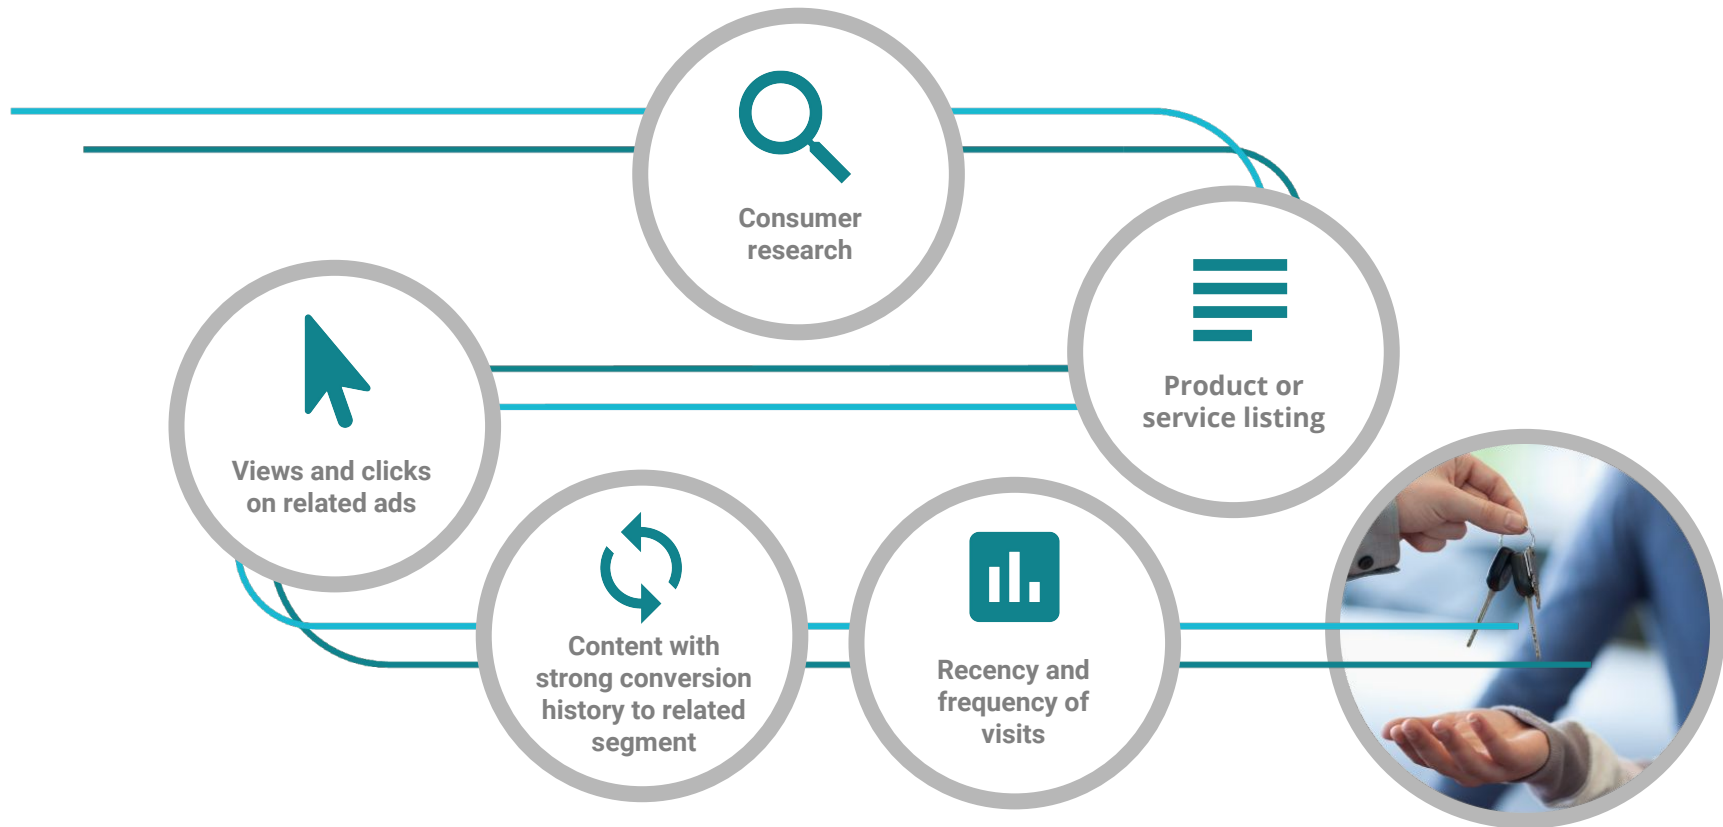 Consumer
research
Product or
service listing
Views and clicks
on related ads
Content with
strong conversion
history to related
segment
Recency and
frequency of
visits